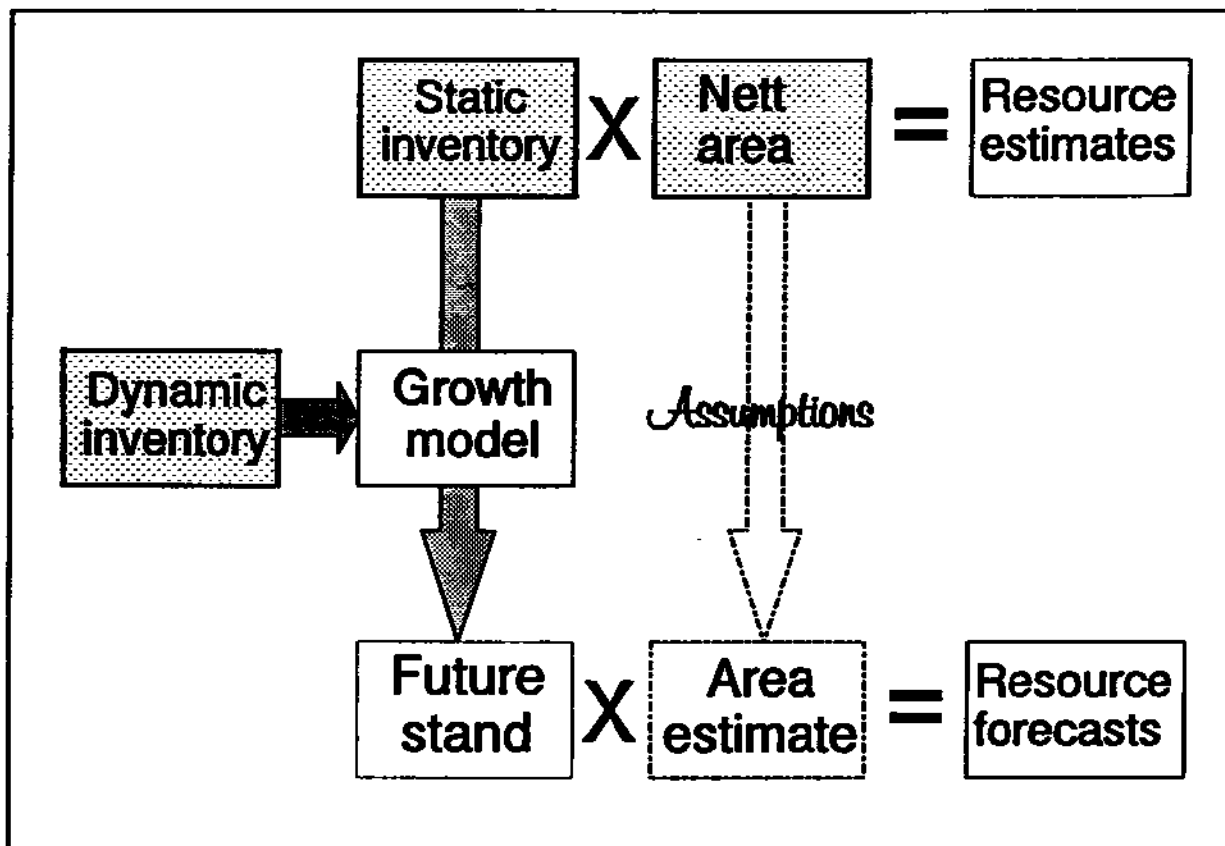 Static
inventory
X
Nett
area
=
Resource
estimates
Dynamic
inventory
Growth
model
Assumptions
Future
stand
X
Area
estimate
=
Resource
forecasts